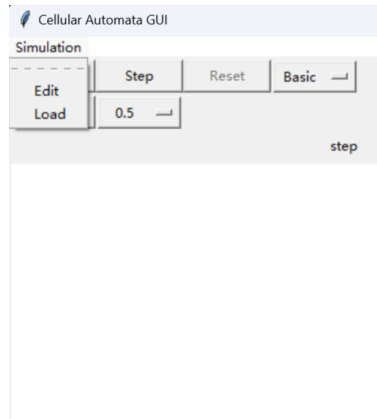 Cellular Automata GUI
Simulation
Step Reset Basic
Edit
Load 0.5
step